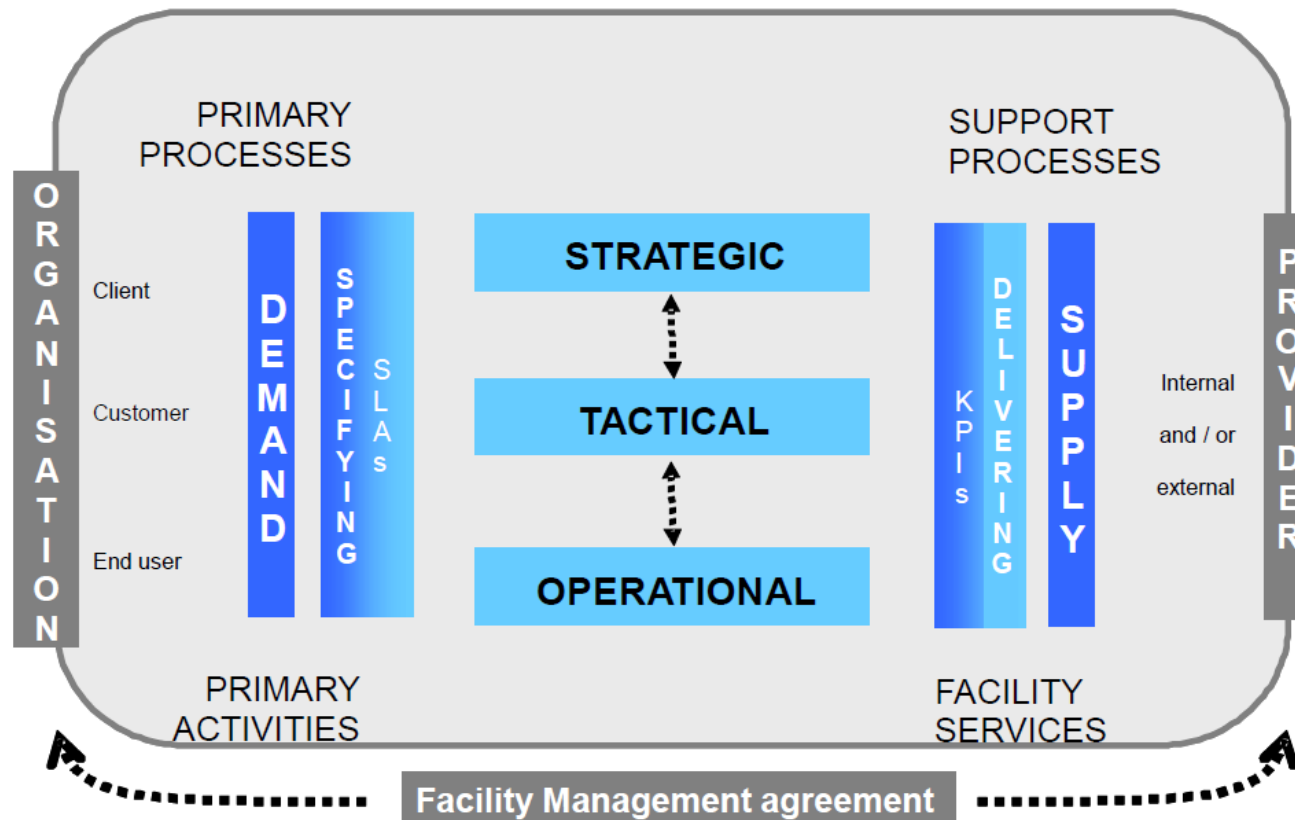 PRIMARY
PROCESSES
SUPPORT
PROCESSES
ORGANISATION
Client
Customer
End user
DEMAND
SPECIFYING
SLAs
STRATEGIC
TACTICAL
OPERATIONAL
KPIs
DELIVERING
SUPPLY
Internal
and / or
external
PROVIDER
PRIMARY
ACTIVITIES
FACILITY
SERVICES
Facility Management agreement